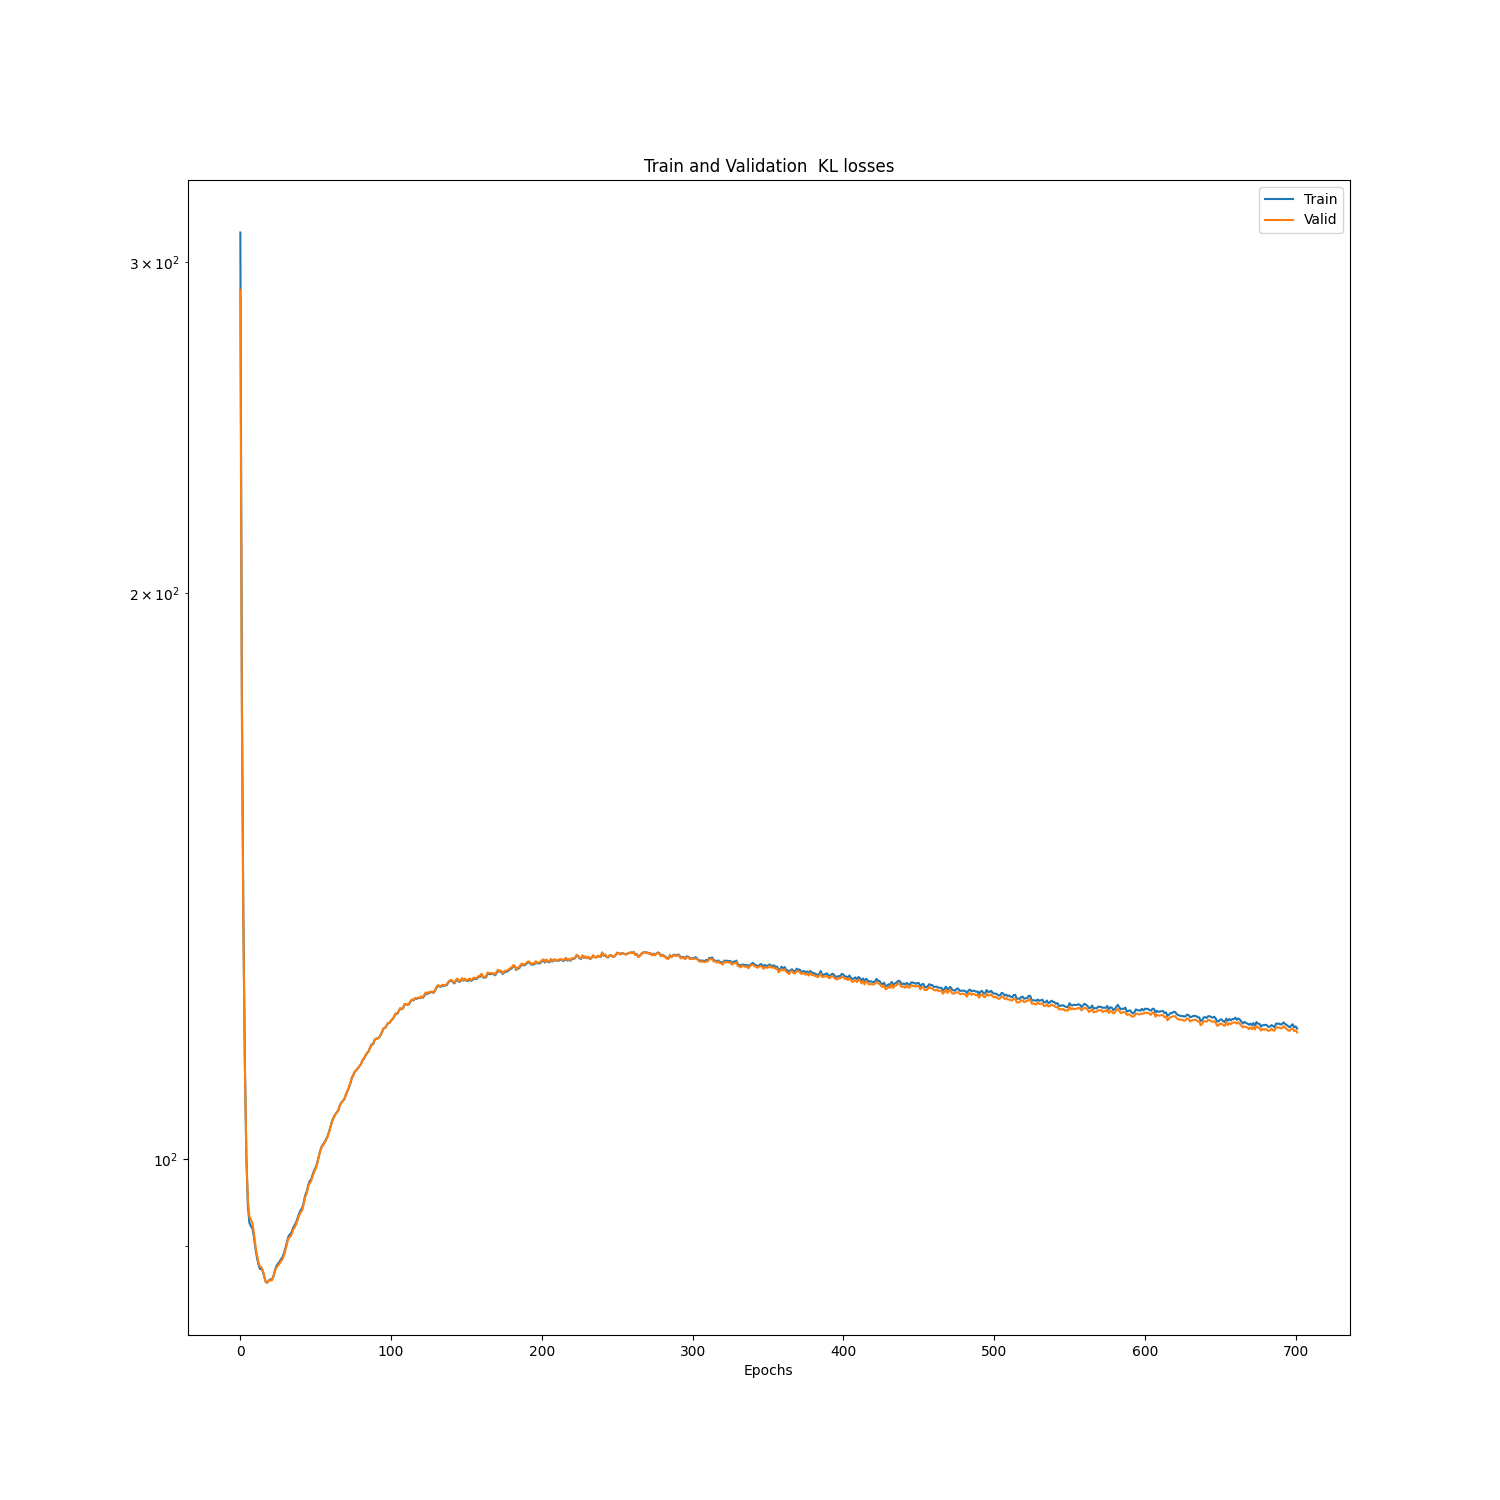 Train and Validation  KL losses
Train
Valid
3 × 10²
2 × 10²
10²
0 100 200 300 400 500 600 700
Epochs